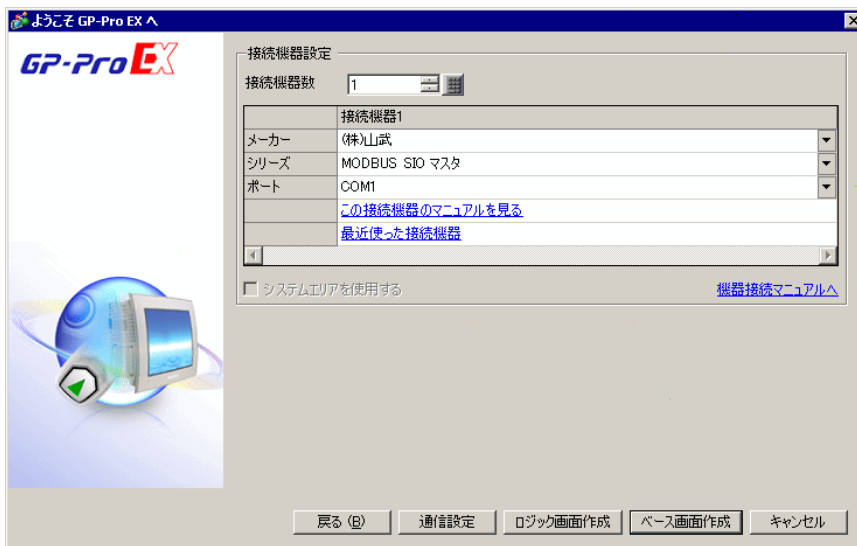 ようこそ GP-Pro EX へ
GP-Pro EX
接続機器設定
接続機器数 1
接続機器1
メーカー (株)山武
シリーズ MODBUS SIO マスタ
ポート COM1
この接続機器のマニュアルを見る
最近使った接続機器
システムエリアを使用する 機器接続マニュアルへ
戻る (B) 通信設定 ロジック画面作成 ベース画面作成 キャンセル